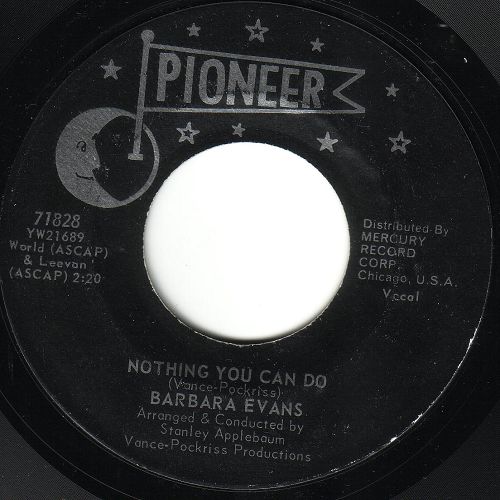 PIONEER
71828
YW21689
World (ASCAP)
& Leevan
(ASCAP) 2:20
Distributed By
MERCURY
RECORD
CORP.
Chicago, U.S.A.
Vocal
NOTHING YOU CAN DO
(Vance-Pockriss)
BARBARA EVANS
Arranged & Conducted by
Stanley Applebaum
Vance-Pockriss Productions